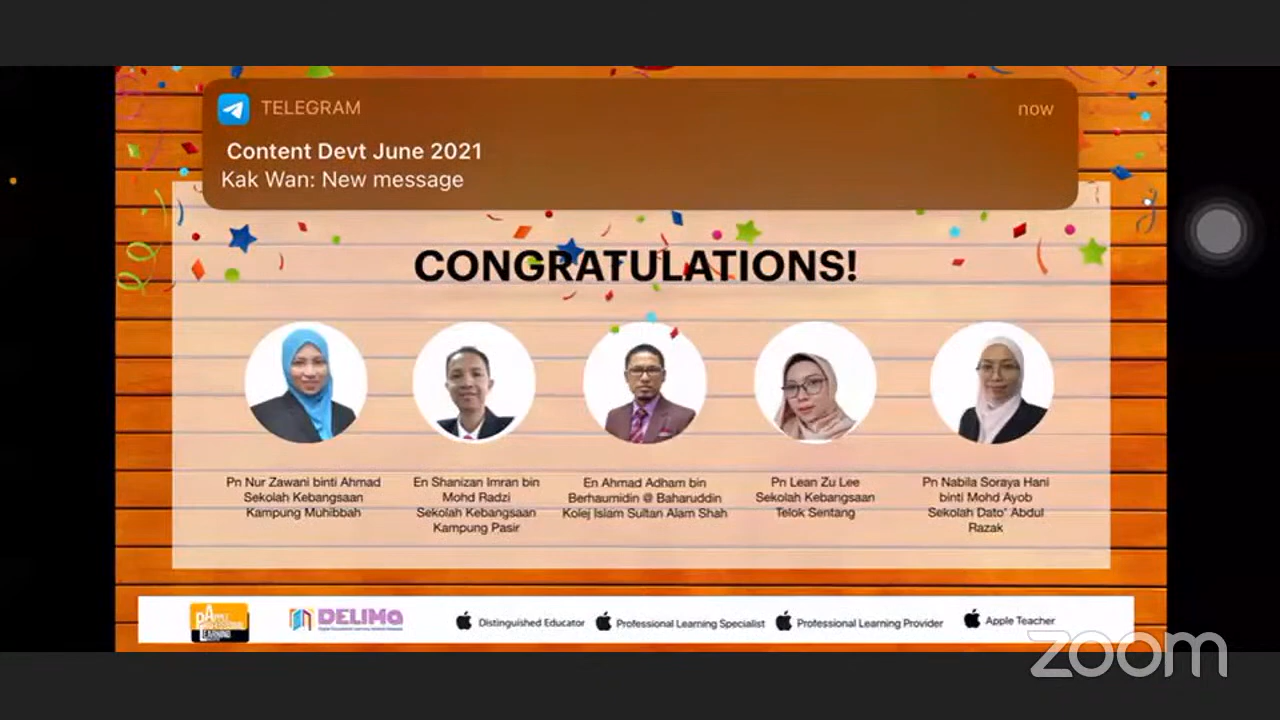 TELEGRAM
now
Content Devt June 2021
Kak Wan: New message
CONGRATULATIONS!
Pn Nur Zawani binti Ahmad
Sekolah Kebangsaan
Kampung Muhibbah
En Shanizan Imran bin
Mohd Radzi
Sekolah Kebangsaan
Kampung Pasir
En Ahmad Adham bin
Berhaumidin @ Baharuddin
Kolej Islam Sultan Alam Shah
Pn Lean Zu Lee
Sekolah Kebangsaan
Telok Sentang
Pn Nabila Soraya Hani
binti Mohd Ayob
Sekolah Dato' Abdul
Razak
DELIMa
Distinguished Educator
Professional Learning Specialist
Professional Learning Provider
Apple Teacher
zoom